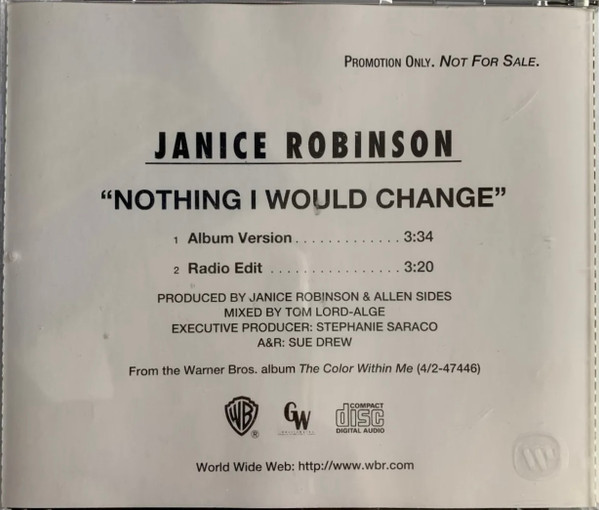 PROMOTION ONLY. NOT FOR SALE.
JANICE ROBINSON
“NOTHING I WOULD CHANGE”
1 Album Version . . . . . . . . . . . . . 3:34
2 Radio Edit . . . . . . . . . . . . . . . . 3:20
PRODUCED BY JANICE ROBINSON & ALLEN SIDES
MIXED BY TOM LORD-ALGE
EXECUTIVE PRODUCER: STEPHANIE SARACO
A&R: SUE DREW
From the Warner Bros. album The Color Within Me (4/2-47446)
WB ®
GW
COMPACT
disc
DIGITAL AUDIO
World Wide Web: http://www.wbr.com